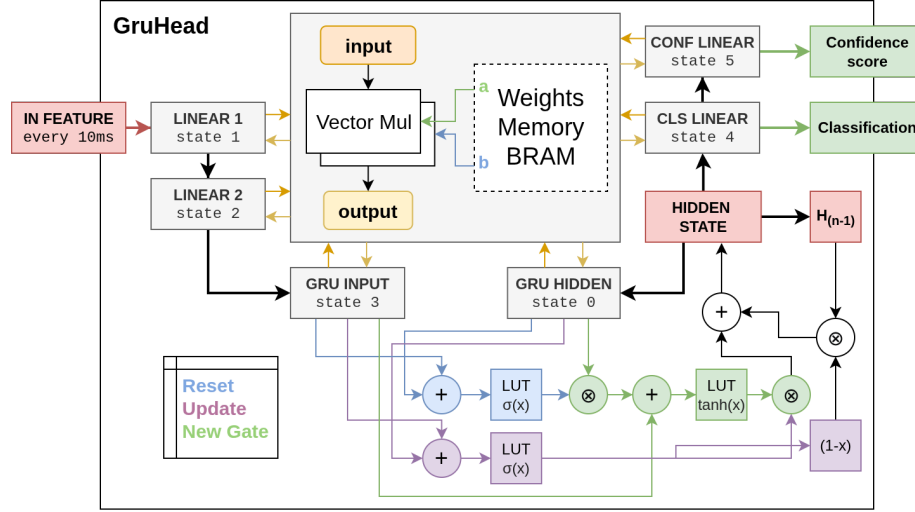 GruHead
input
Vector Mul
output
a
b
Weights
Memory
BRAM
IN FEATURE
every 10ms
LINEAR 1
state 1
LINEAR 2
state 2
CONF LINEAR
state 5
Confidence
score
CLS LINEAR
state 4
Classification
HIDDEN
STATE
H(n-1)
GRU INPUT
state 3
GRU HIDDEN
state 0
+
⊗
Reset
Update
New Gate
+
LUT
σ(x)
⊗
+
LUT
tanh(x)
⊗
+
LUT
σ(x)
(1-x)